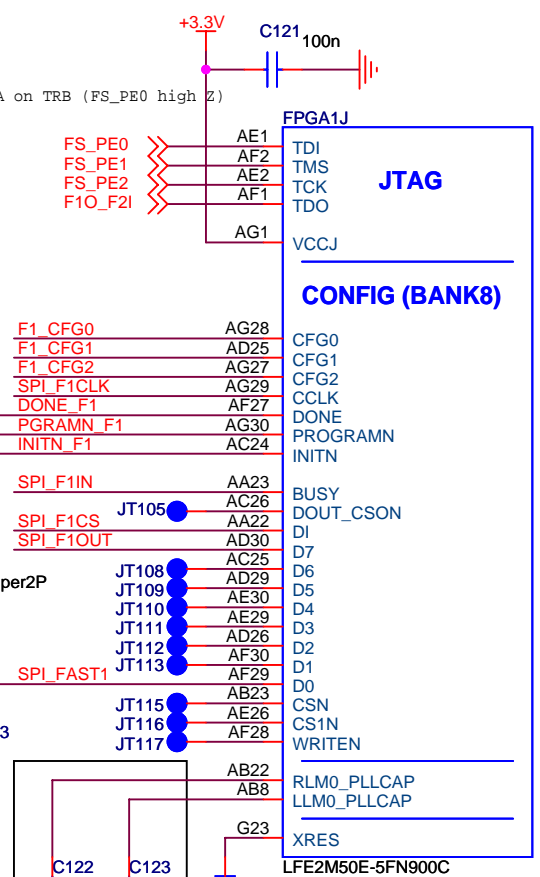 +3.3V
C121 100n
A on TRB (FS_PE0 high Z)
FPGA1J
FS_PE0 AE1 TDI
FS_PE1 AF2 TMS
FS_PE2 AE2 TCK
F1O_F2I AF1 TDO
JTAG
AG1 VCCJ
CONFIG (BANK8)
F1_CFG0 AG28 CFG0
F1_CFG1 AD25 CFG1
F1_CFG2 AG27 CFG2
SPI_F1CLK AG29 CCLK
DONE_F1 AF27 DONE
PGRAMN_F1 AG30 PROGRAMN
INITN_F1 AC24 INITN
SPI_F1IN AA23 BUSY
JT105 AC26 DOUT_CSON
SPI_F1CS AA22 DI
SPI_F1OUT AD30 D7
JT108 AC25 D6
per2P
JT109 AD29 D5
JT110 AE30 D4
JT111 AE29 D3
JT112 AD26 D2
JT113 AF30 D1
SPI_FAST1 AF29 D0
JT115 AB23 CSN
JT116 AE26 CS1N
3
JT117 AF28 WRITEN
AB22 RLM0_PLLCAP
AB8 LLM0_PLLCAP
G23 XRES
C122 C123
LFE2M50E-5FN900C